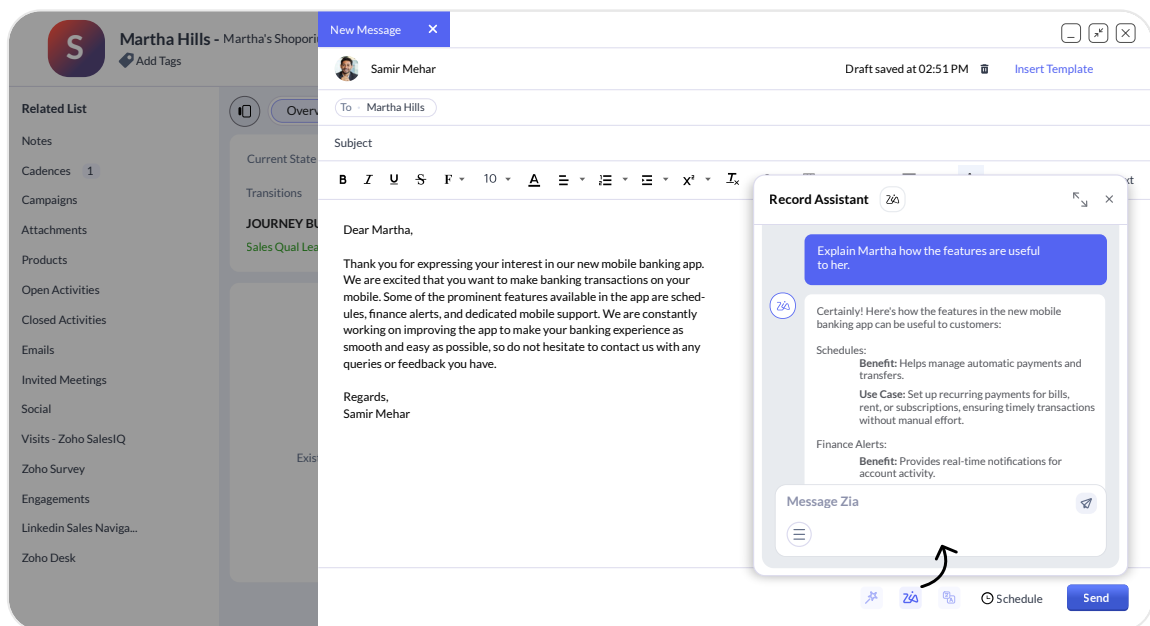 S
Martha Hills - Martha's Shopori
Add Tags
Related List
Notes
Cadences 1
Campaigns
Attachments
Products
Open Activities
Closed Activities
Emails
Invited Meetings
Social
Visits - Zoho SalesIQ
Zoho Survey
Engagements
Linkedin Sales Naviga...
Zoho Desk
Overv
Current State
Transitions
JOURNEY BU
Sales Qual Lea
Exis
New Message
Samir Mehar
Draft saved at 02:51 PM
Insert Template
To · Martha Hills
Subject
B I U S F 10 A X² Tx
Dear Martha,
Thank you for expressing your interest in our new mobile banking app.
We are excited that you want to make banking transactions on your
mobile. Some of the prominent features available in the app are sched-
ules, finance alerts, and dedicated mobile support. We are constantly
working on improving the app to make your banking experience as
smooth and easy as possible, so do not hesitate to contact us with any
queries or feedback you have.
Regards,
Samir Mehar
Record Assistant Zia
Explain Martha how the features are useful
to her.
Zia
Certainly! Here's how the features in the new mobile
banking app can be useful to customers:
Schedules:
Benefit: Helps manage automatic payments and
transfers.
Use Case: Set up recurring payments for bills,
rent, or subscriptions, ensuring timely transactions
without manual effort.
Finance Alerts:
Benefit: Provides real-time notifications for
account activity.
Message Zia
Zia
Schedule
Send